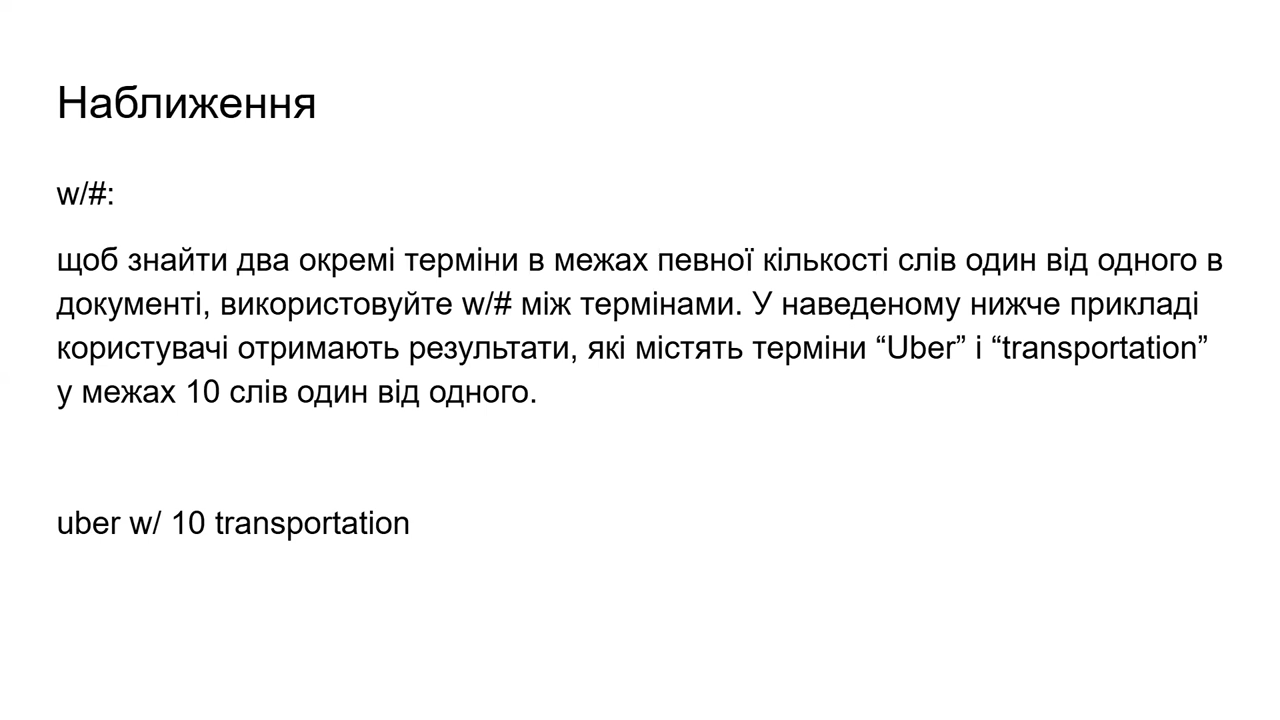 Наближення
w/#:
щоб знайти два окремі терміни в межах певної кількості слів один від одного в
документі, використовуйте w/# між термінами. У наведеному нижче прикладі
користувачі отримають результати, які містять терміни “Uber” і “transportation”
у межах 10 слів один від одного.
uber w/ 10 transportation